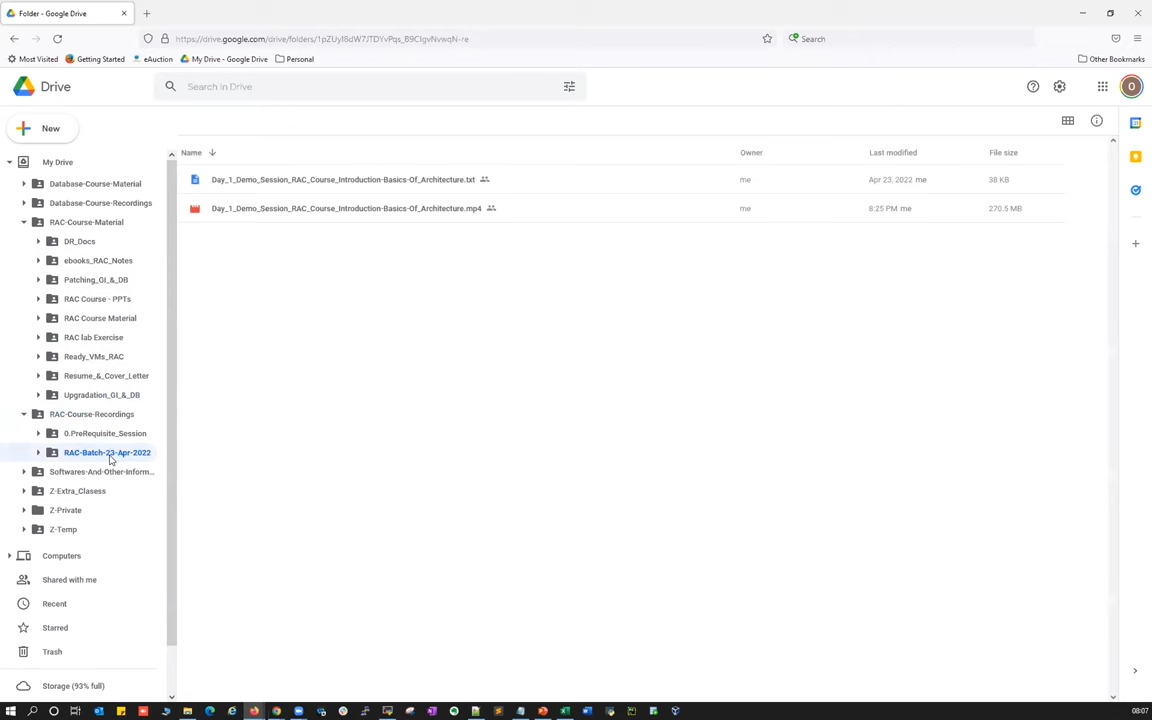 Folder - Google Drive
https://drive.google.com/drive/folders/1pZUyI8dW7JTDYvPqs_B9CIgvNvwqN-re
Search
Most Visited
Getting Started
eAuction
My Drive - Google Drive
Personal
Other Bookmarks
Drive
Search in Drive
O
New
My Drive
Database-Course-Material
Database-Course-Recordings
RAC-Course-Material
DR_Docs
ebooks_RAC_Notes
Patching_GI_&_DB
RAC Course - PPTs
RAC Course Material
RAC lab Exercise
Ready_VMs_RAC
Resume_&_Cover_Letter
Upgradation_GI_&_DB
RAC-Course-Recordings
0.PreRequisite_Session
RAC-Batch-23-Apr-2022
Softwares-And-Other-Inform...
Z-Extra_Clasess
Z-Private
Z-Temp
Computers
Shared with me
Recent
Starred
Trash
Storage (93% full)
Name Owner Last modified File size
Day_1_Demo_Session_RAC_Course_Introduction-Basics-Of_Architecture.txt me Apr 23, 2022 me 38 KB
Day_1_Demo_Session_RAC_Course_Introduction-Basics-Of_Architecture.mp4 me 8:25 PM me 270.5 MB
08:07